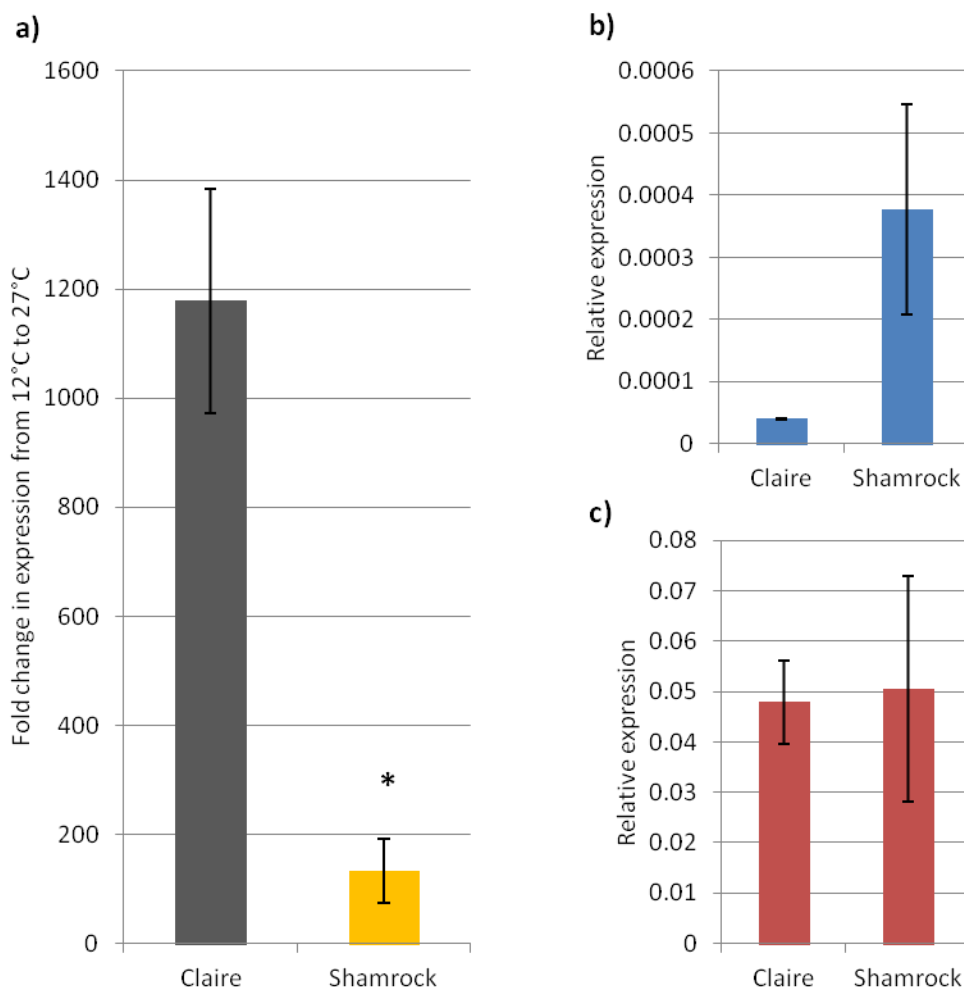 a)
Fold change in expression from 12°C to 27°C
1600
1400
1200
1000
800
600
400
200
0
*
Claire Shamrock
b)
Relative expression
0.0006
0.0005
0.0004
0.0003
0.0002
0.0001
0
Claire Shamrock
c)
Relative expression
0.08
0.07
0.06
0.05
0.04
0.03
0.02
0.01
0
Claire Shamrock